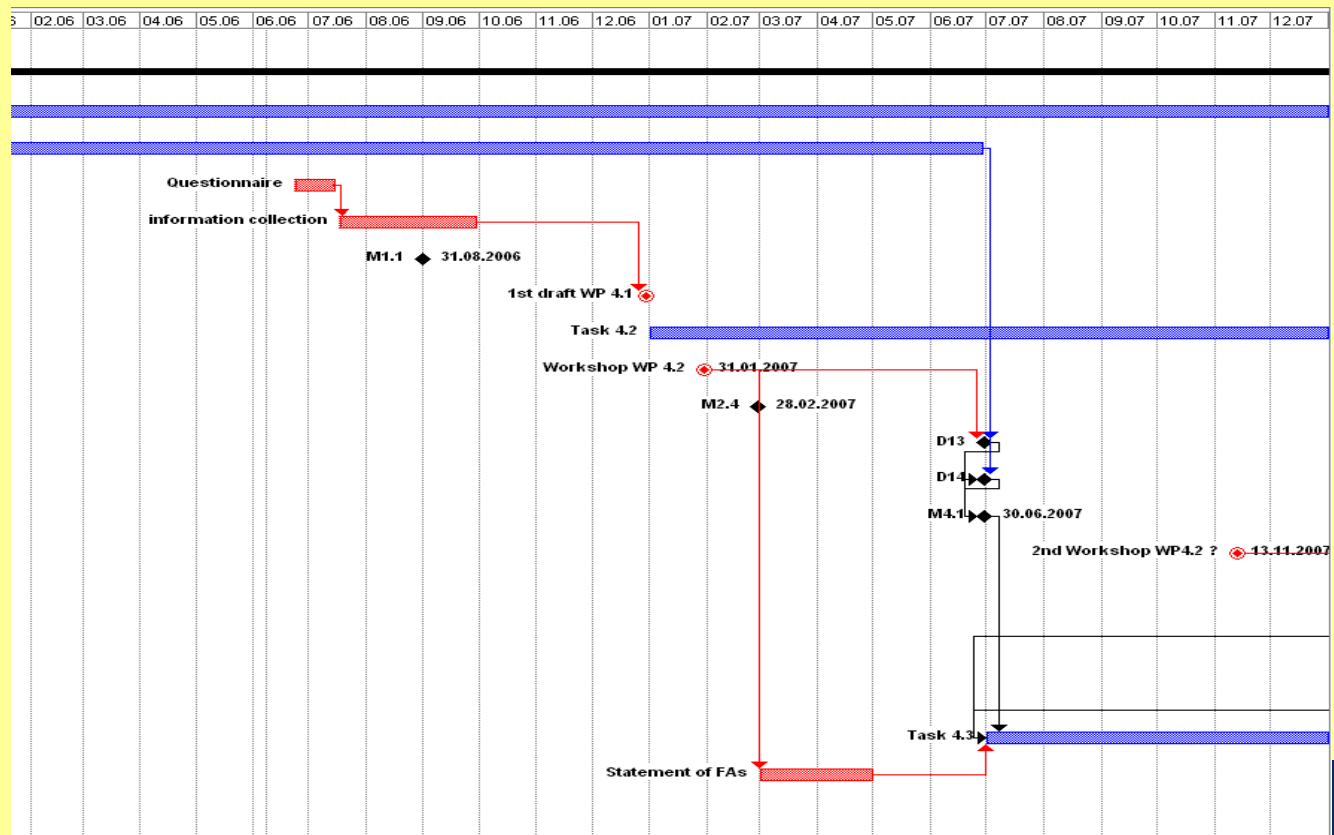 6 02.06 03.06 04.06 05.06 06.06 07.06 08.06 09.06 10.06 11.06 12.06 01.07 02.07 03.07 04.07 05.07 06.07 07.07 08.07 09.07 10.07 11.07 12.07
Questionnaire
information collection
M1.1 31.08.2006
1st draft WP 4.1
Task 4.2
Workshop WP 4.2 31.01.2007
M2.4 28.02.2007
D13
D14
M4.1 30.06.2007
2nd Workshop WP4.2 ? 13.11.2007
Task 4.3
Statement of FAs